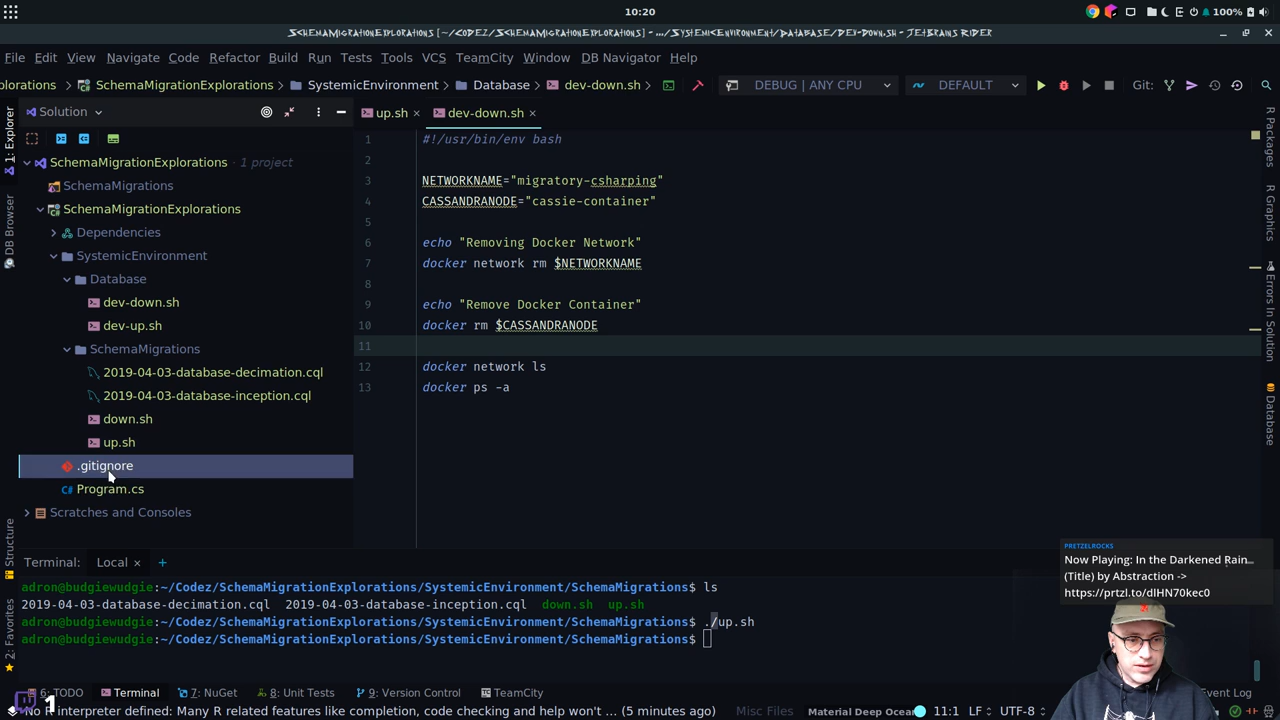 10:20
100%
SchemaMigrationExplorations [~/Codez/SchemaMigrationExplorations] - .../SystemicEnvironment/Database/dev-down.sh - JetBrains Rider
File Edit View Navigate Code Refactor Build Run Tests Tools VCS TeamCity Window DB Navigator Help
lorations SchemaMigrationExplorations SystemicEnvironment Database dev-down.sh DEBUG | ANY CPU DEFAULT Git:
Solution
up.sh
dev-down.sh
1: Explorer
DB Browser
Structure
2: Favorites
SchemaMigrationExplorations · 1 project
SchemaMigrations
SchemaMigrationExplorations
Dependencies
SystemicEnvironment
Database
dev-down.sh
dev-up.sh
SchemaMigrations
2019-04-03-database-decimation.cql
2019-04-03-database-inception.cql
down.sh
up.sh
.gitignore
Program.cs
Scratches and Consoles
1 #!/usr/bin/env bash
2
3 NETWORKNAME="migratory-csharping"
4 CASSANDRANODE="cassie-container"
5
6 echo "Removing Docker Network"
7 docker network rm $NETWORKNAME
8
9 echo "Remove Docker Container"
10 docker rm $CASSANDRANODE
11
12 docker network ls
13 docker ps -a
R Packages
R Graphics
Errors In Solution
Database
Terminal: Local
adron@budgiewudgie:~/Codez/SchemaMigrationExplorations/SystemicEnvironment/SchemaMigrations$ ls
2019-04-03-database-decimation.cql 2019-04-03-database-inception.cql down.sh up.sh
adron@budgiewudgie:~/Codez/SchemaMigrationExplorations/SystemicEnvironment/SchemaMigrations$ ./up.sh
adron@budgiewudgie:~/Codez/SchemaMigrationExplorations/SystemicEnvironment/SchemaMigrations$
PRETZELROCKS
Now Playing: In the Darkened Rain...
(Title) by Abstraction ->
https://prtzl.to/dIHN70kec0
6: TODO Terminal 7: NuGet 8: Unit Tests 9: Version Control TeamCity Event Log
1
No R interpreter defined: Many R related features like completion, code checking and help won't ... (5 minutes ago) Misc Files Material Deep Ocean 11:1 LF UTF-8